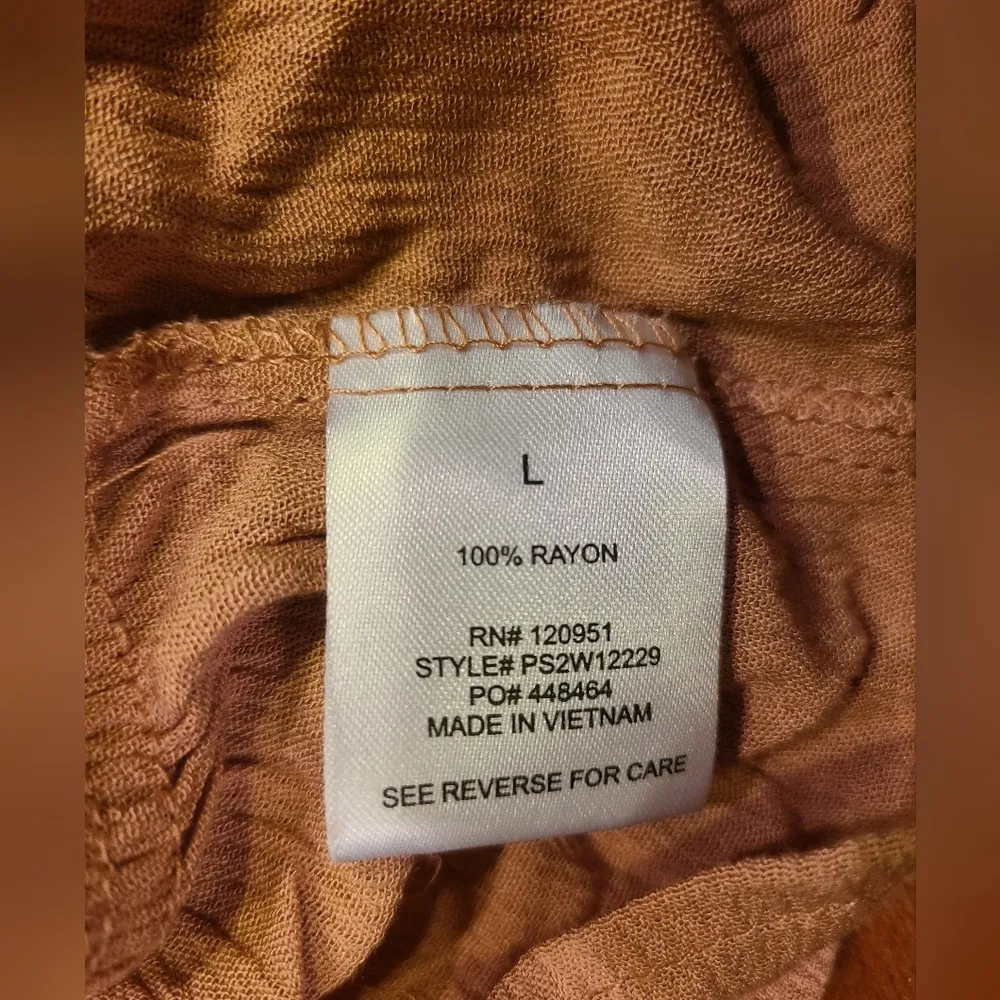 L
100% RAYON
RN# 120951
STYLE# PS2W12229
PO# 448464
MADE IN VIETNAM
SEE REVERSE FOR CARE